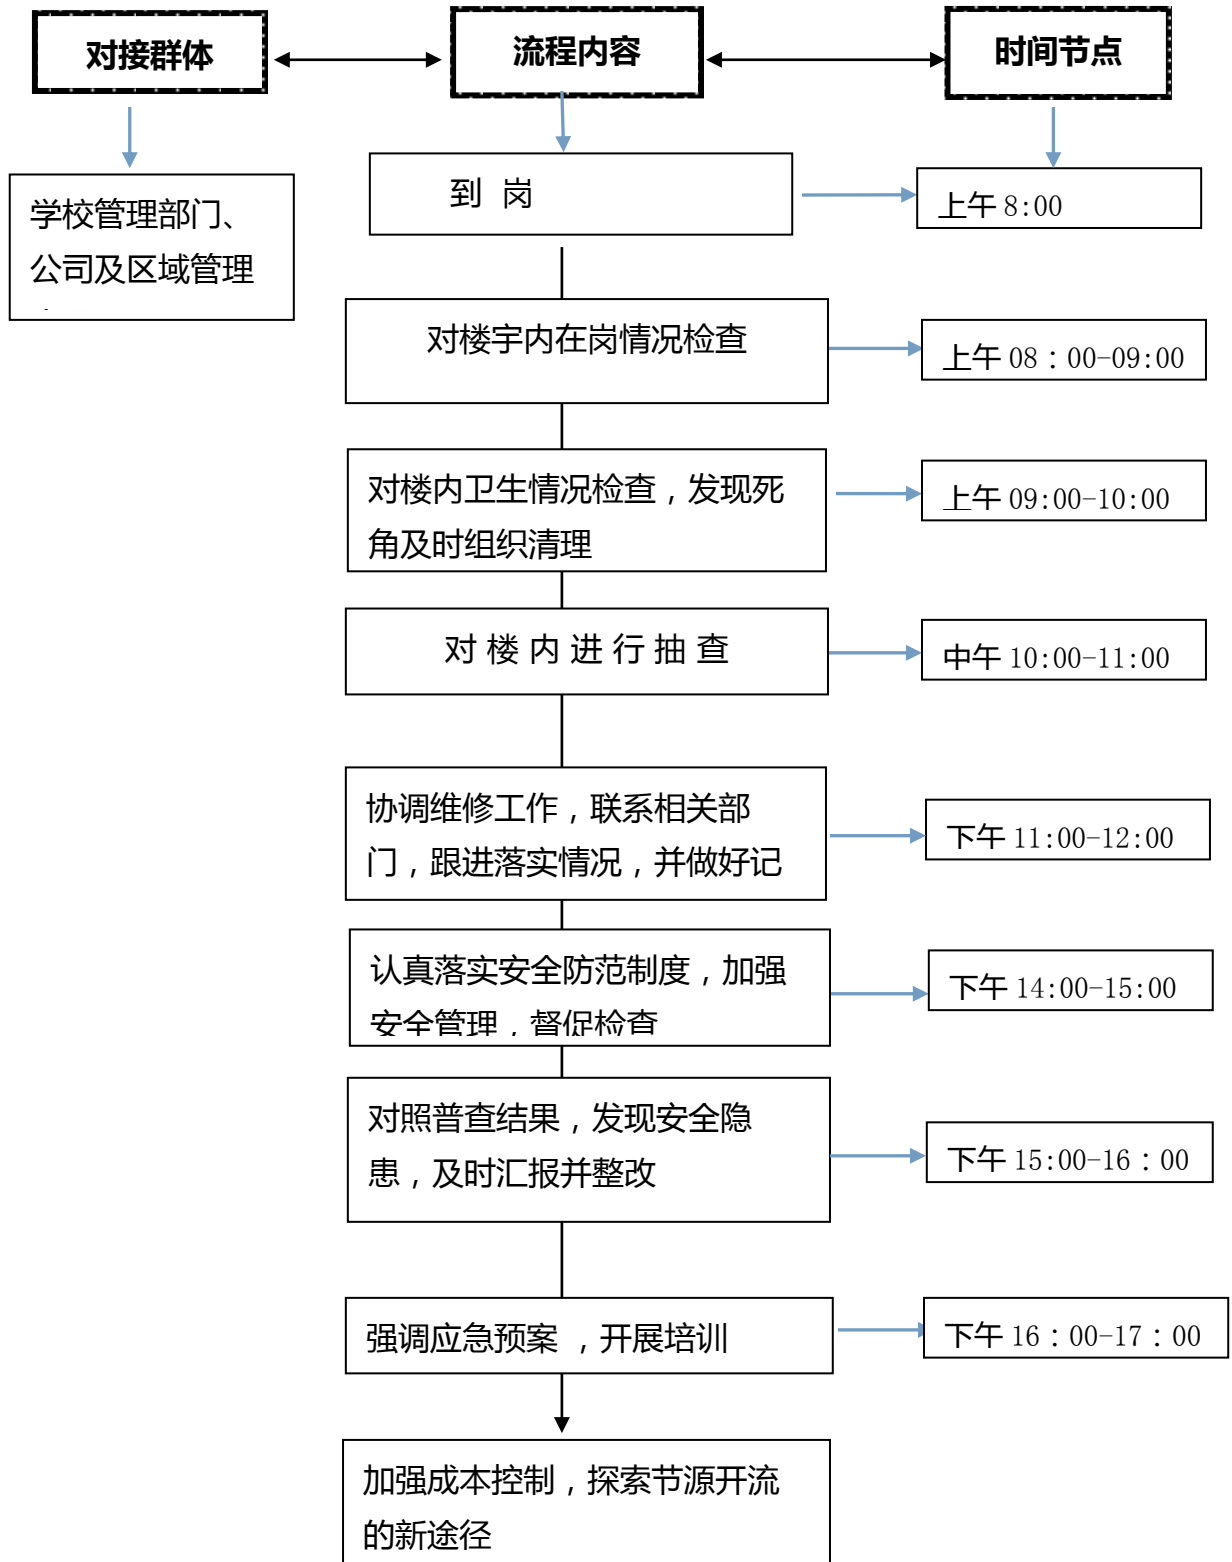 对接群体
流程内容
时间节点
学校管理部门、
公司及区域管理
到 岗
上午 8:00
对楼宇内在岗情况检查
上午 08：00-09:00
对楼内卫生情况检查，发现死
角及时组织清理
上午 09:00-10:00
对 楼 内 进 行 抽 查
中午 10:00-11:00
协调维修工作，联系相关部
门，跟进落实情况，并做好记
下午 11:00-12:00
认真落实安全防范制度，加强
安全管理，督促检查
下午 14:00-15:00
对照普查结果，发现安全隐
患，及时汇报并整改
下午 15:00-16：00
强调应急预案 ，开展培训
下午 16：00-17：00
加强成本控制，探索节源开流
的新途径